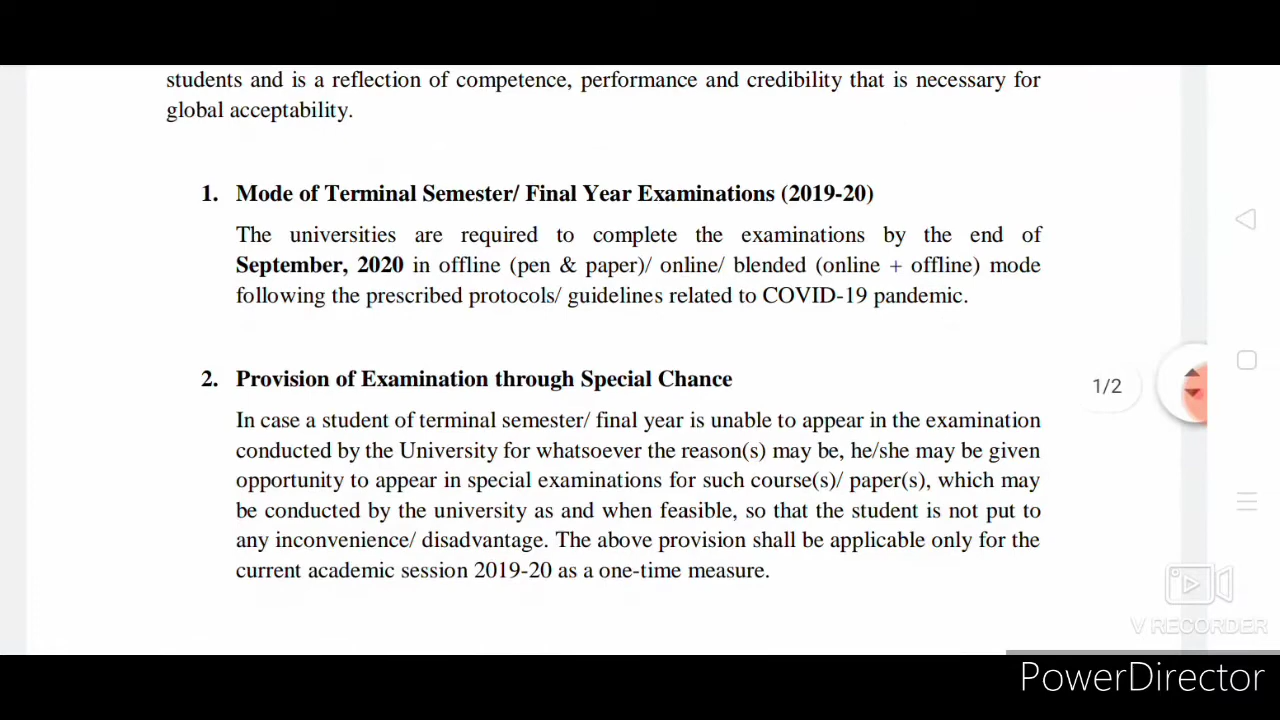 students and is a reflection of competence, performance and credibility that is necessary for
global acceptability.
1. Mode of Terminal Semester/ Final Year Examinations (2019-20)
The universities are required to complete the examinations by the end of
September, 2020 in offline (pen & paper)/ online/ blended (online + offline) mode
following the prescribed protocols/ guidelines related to COVID-19 pandemic.
2. Provision of Examination through Special Chance
In case a student of terminal semester/ final year is unable to appear in the examination
conducted by the University for whatsoever the reason(s) may be, he/she may be given
opportunity to appear in special examinations for such course(s)/ paper(s), which may
be conducted by the university as and when feasible, so that the student is not put to
any inconvenience/ disadvantage. The above provision shall be applicable only for the
current academic session 2019-20 as a one-time measure.
1/2
V RECORDER
PowerDirector